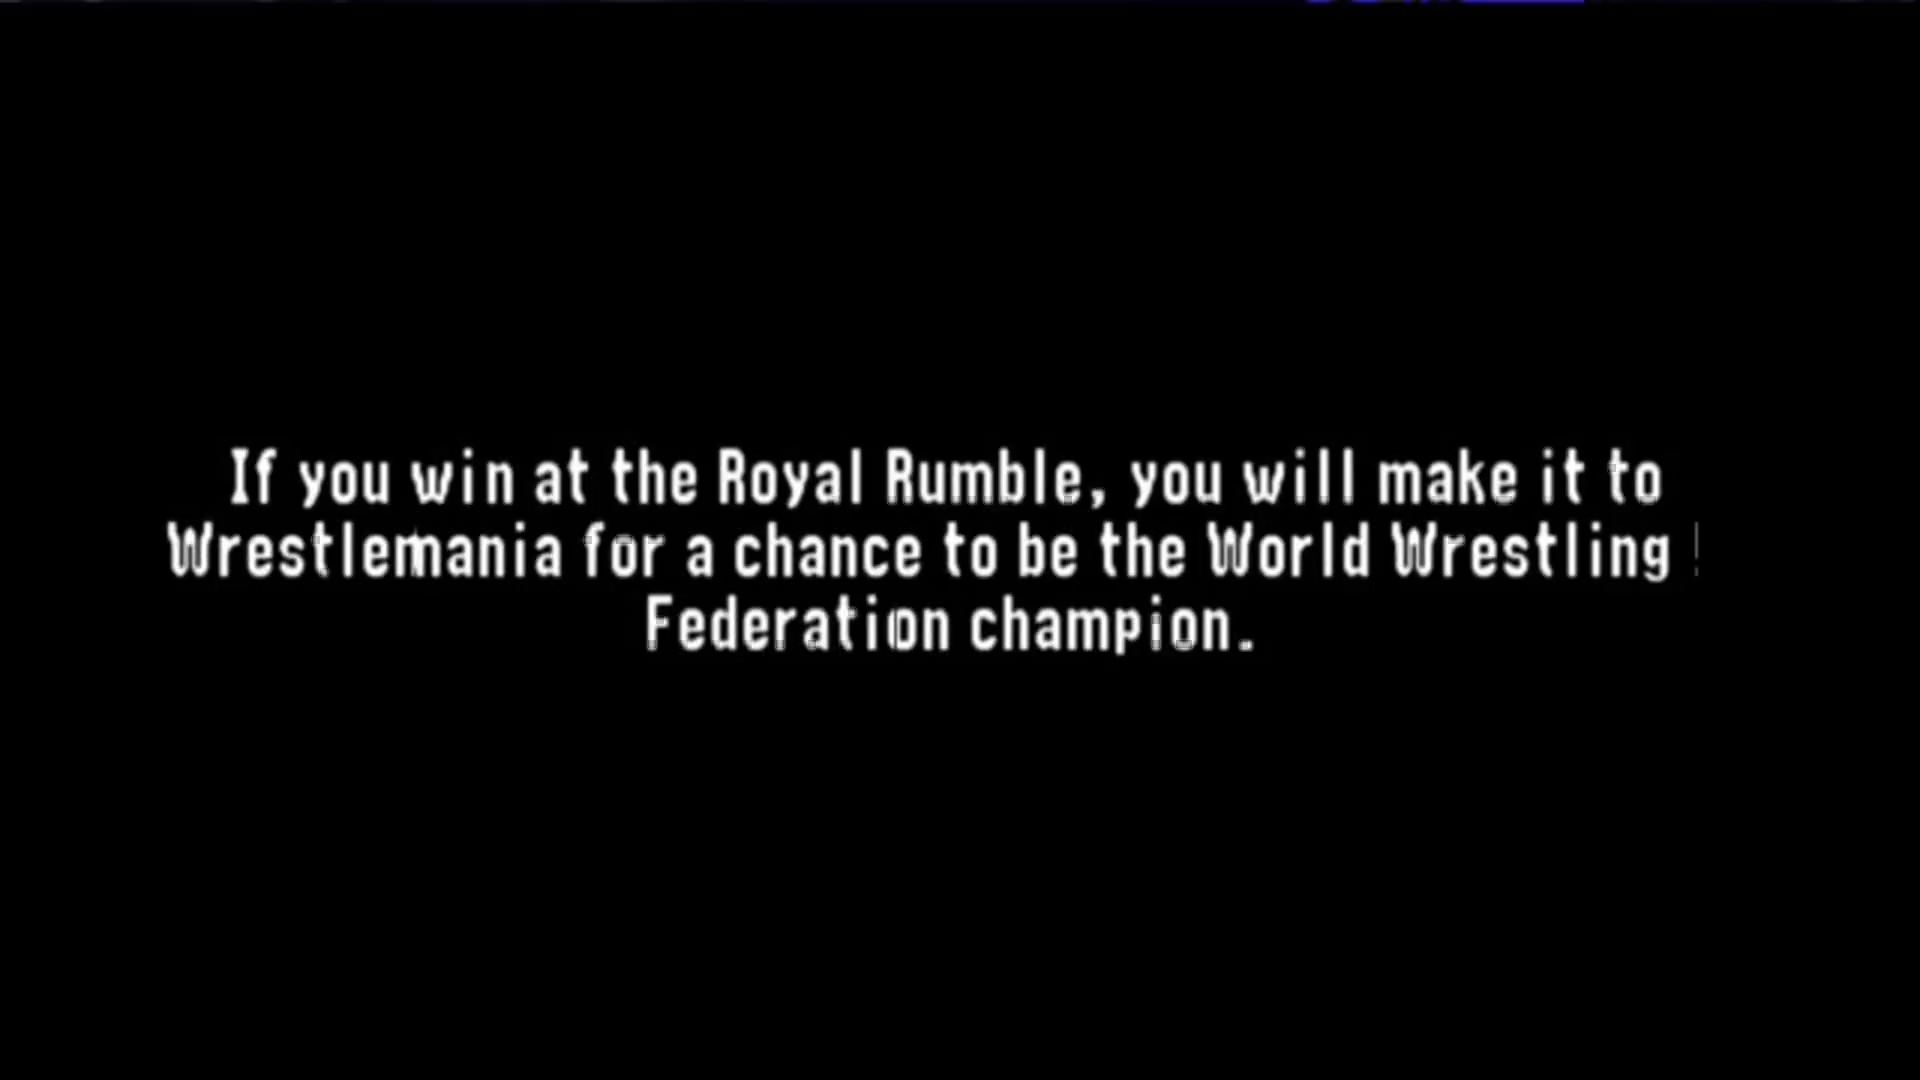 If you win at the Royal Rumble, you will make it to
Wrestlemania for a chance to be the World Wrestling
Federation champion.